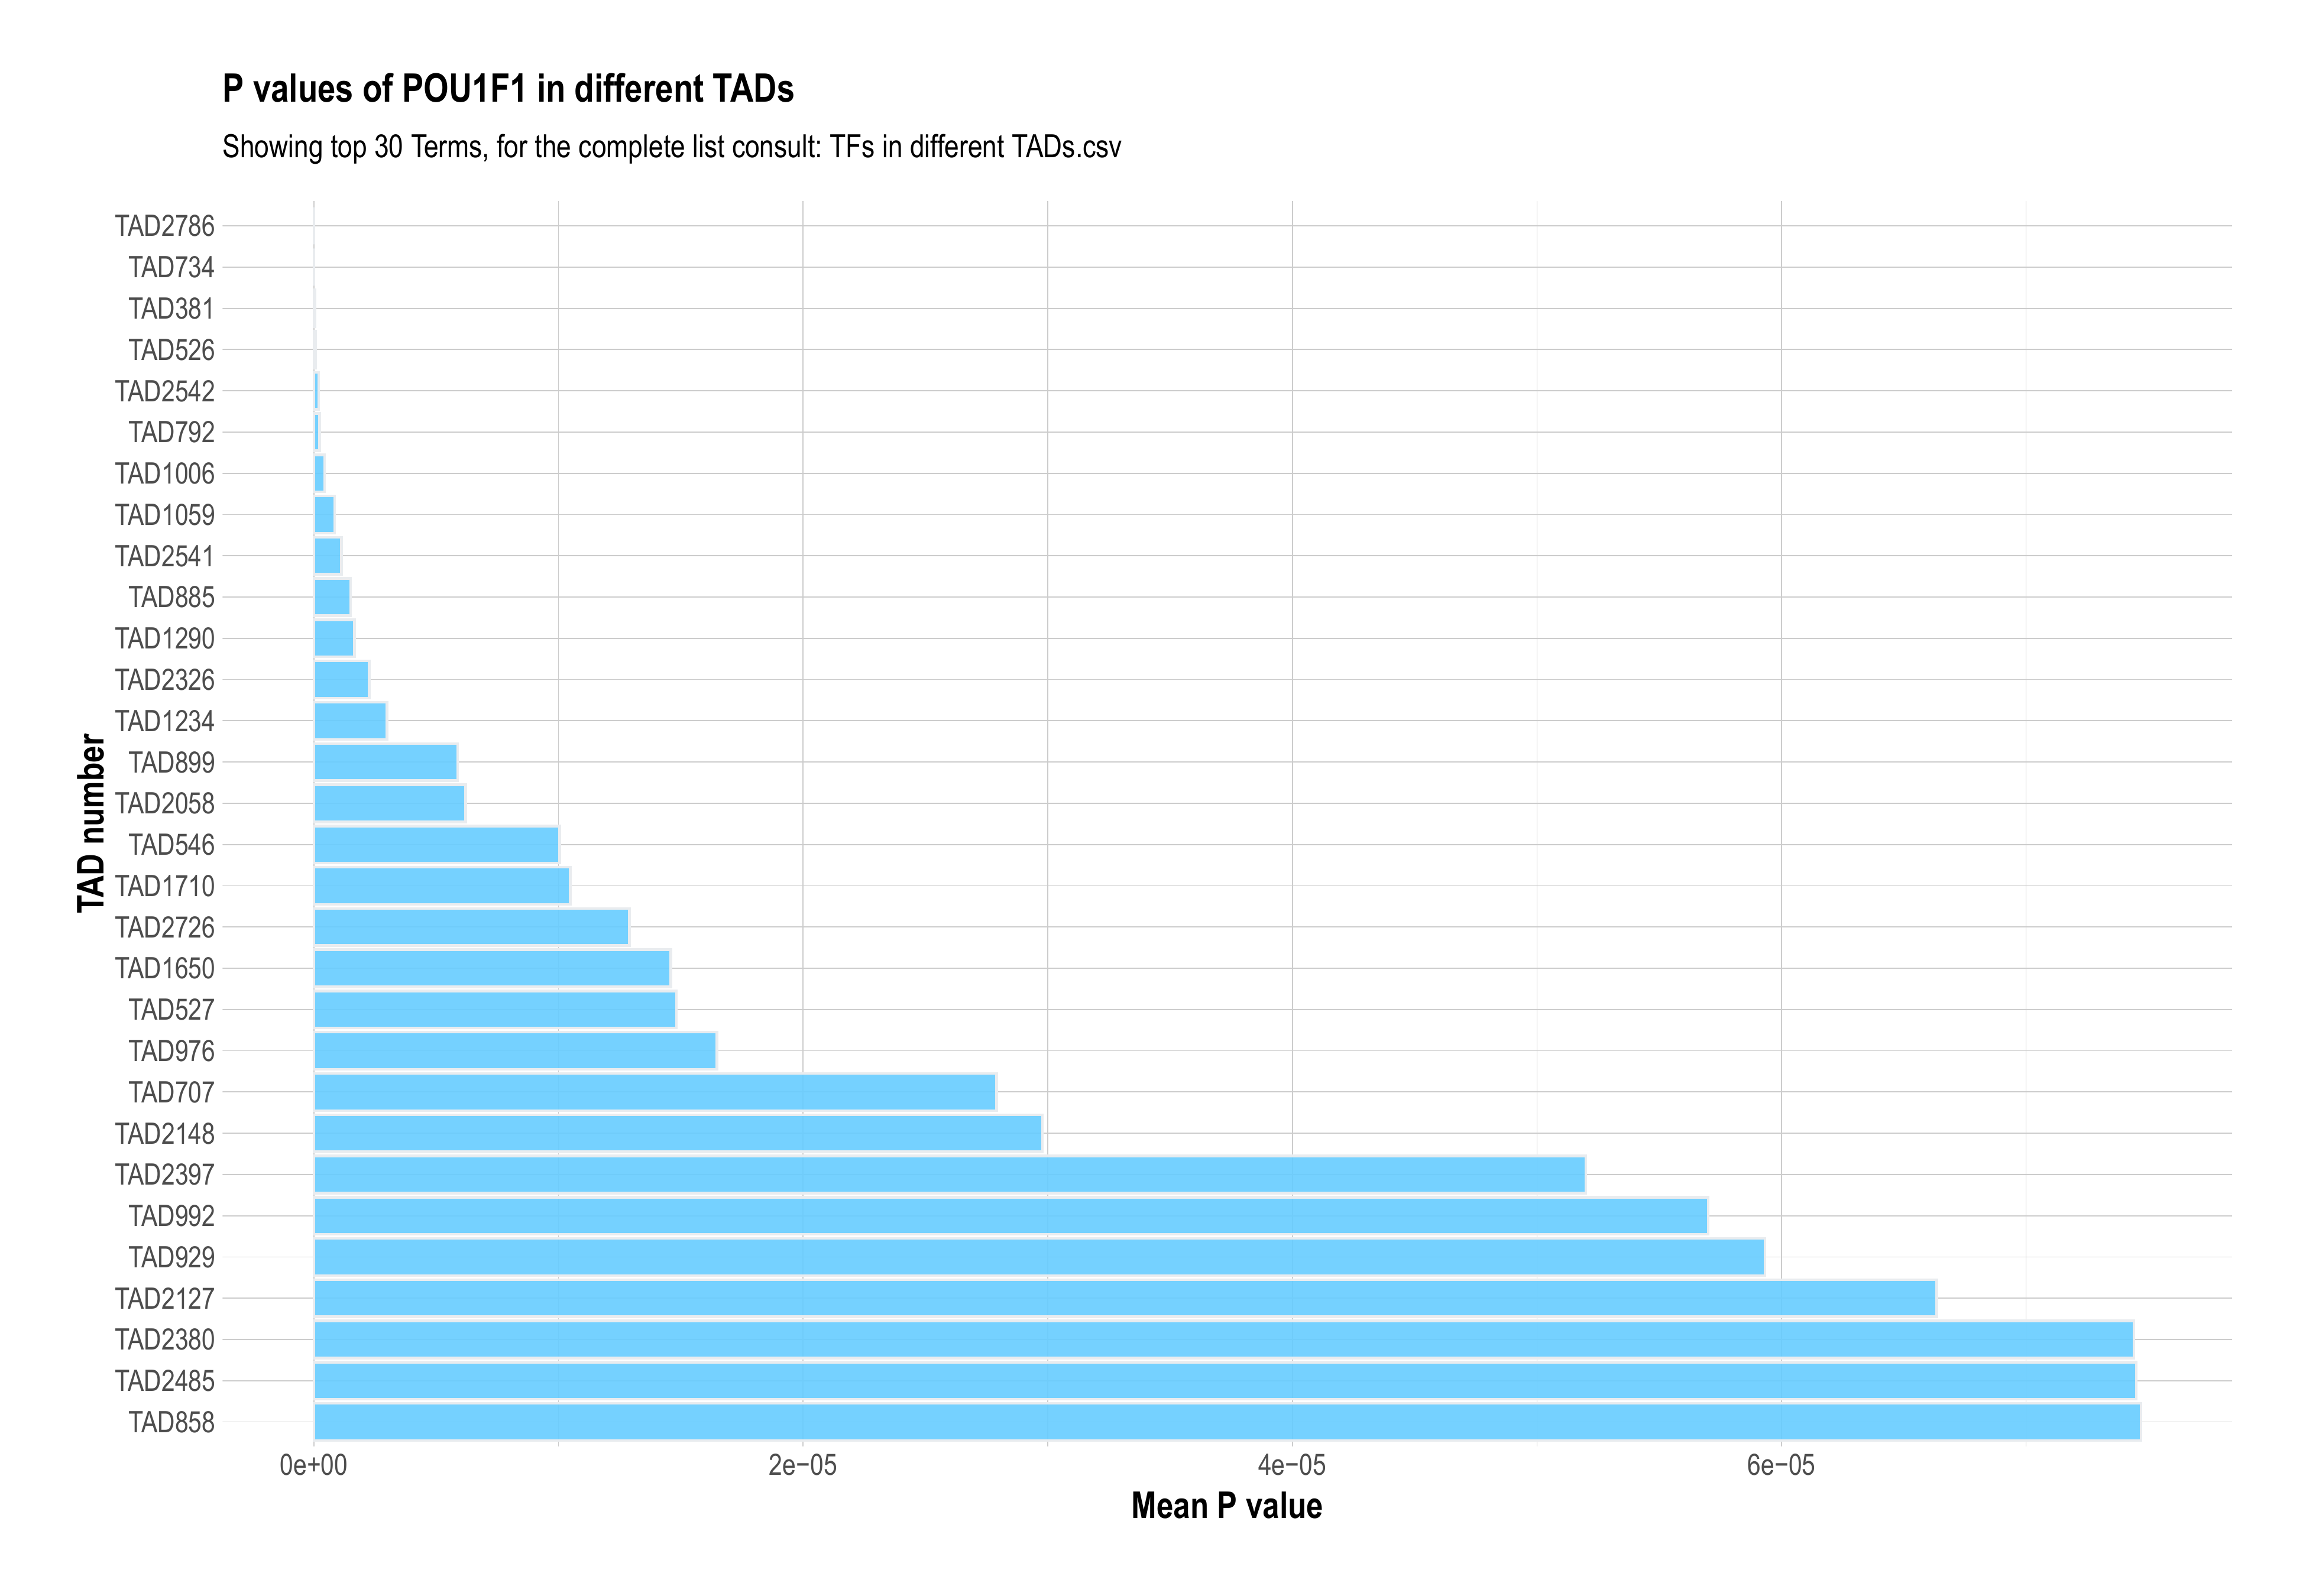 P values of POU1F1 in different TADs
Showing top 30 Terms, for the complete list consult: TFs in different TADs.csv
TAD number
TAD2786
TAD734
TAD381
TAD526
TAD2542
TAD792
TAD1006
TAD1059
TAD2541
TAD885
TAD1290
TAD2326
TAD1234
TAD899
TAD2058
TAD546
TAD1710
TAD2726
TAD1650
TAD527
TAD976
TAD707
TAD2148
TAD2397
TAD992
TAD929
TAD2127
TAD2380
TAD2485
TAD858
0e+00 2e−05 4e−05 6e−05
Mean P value